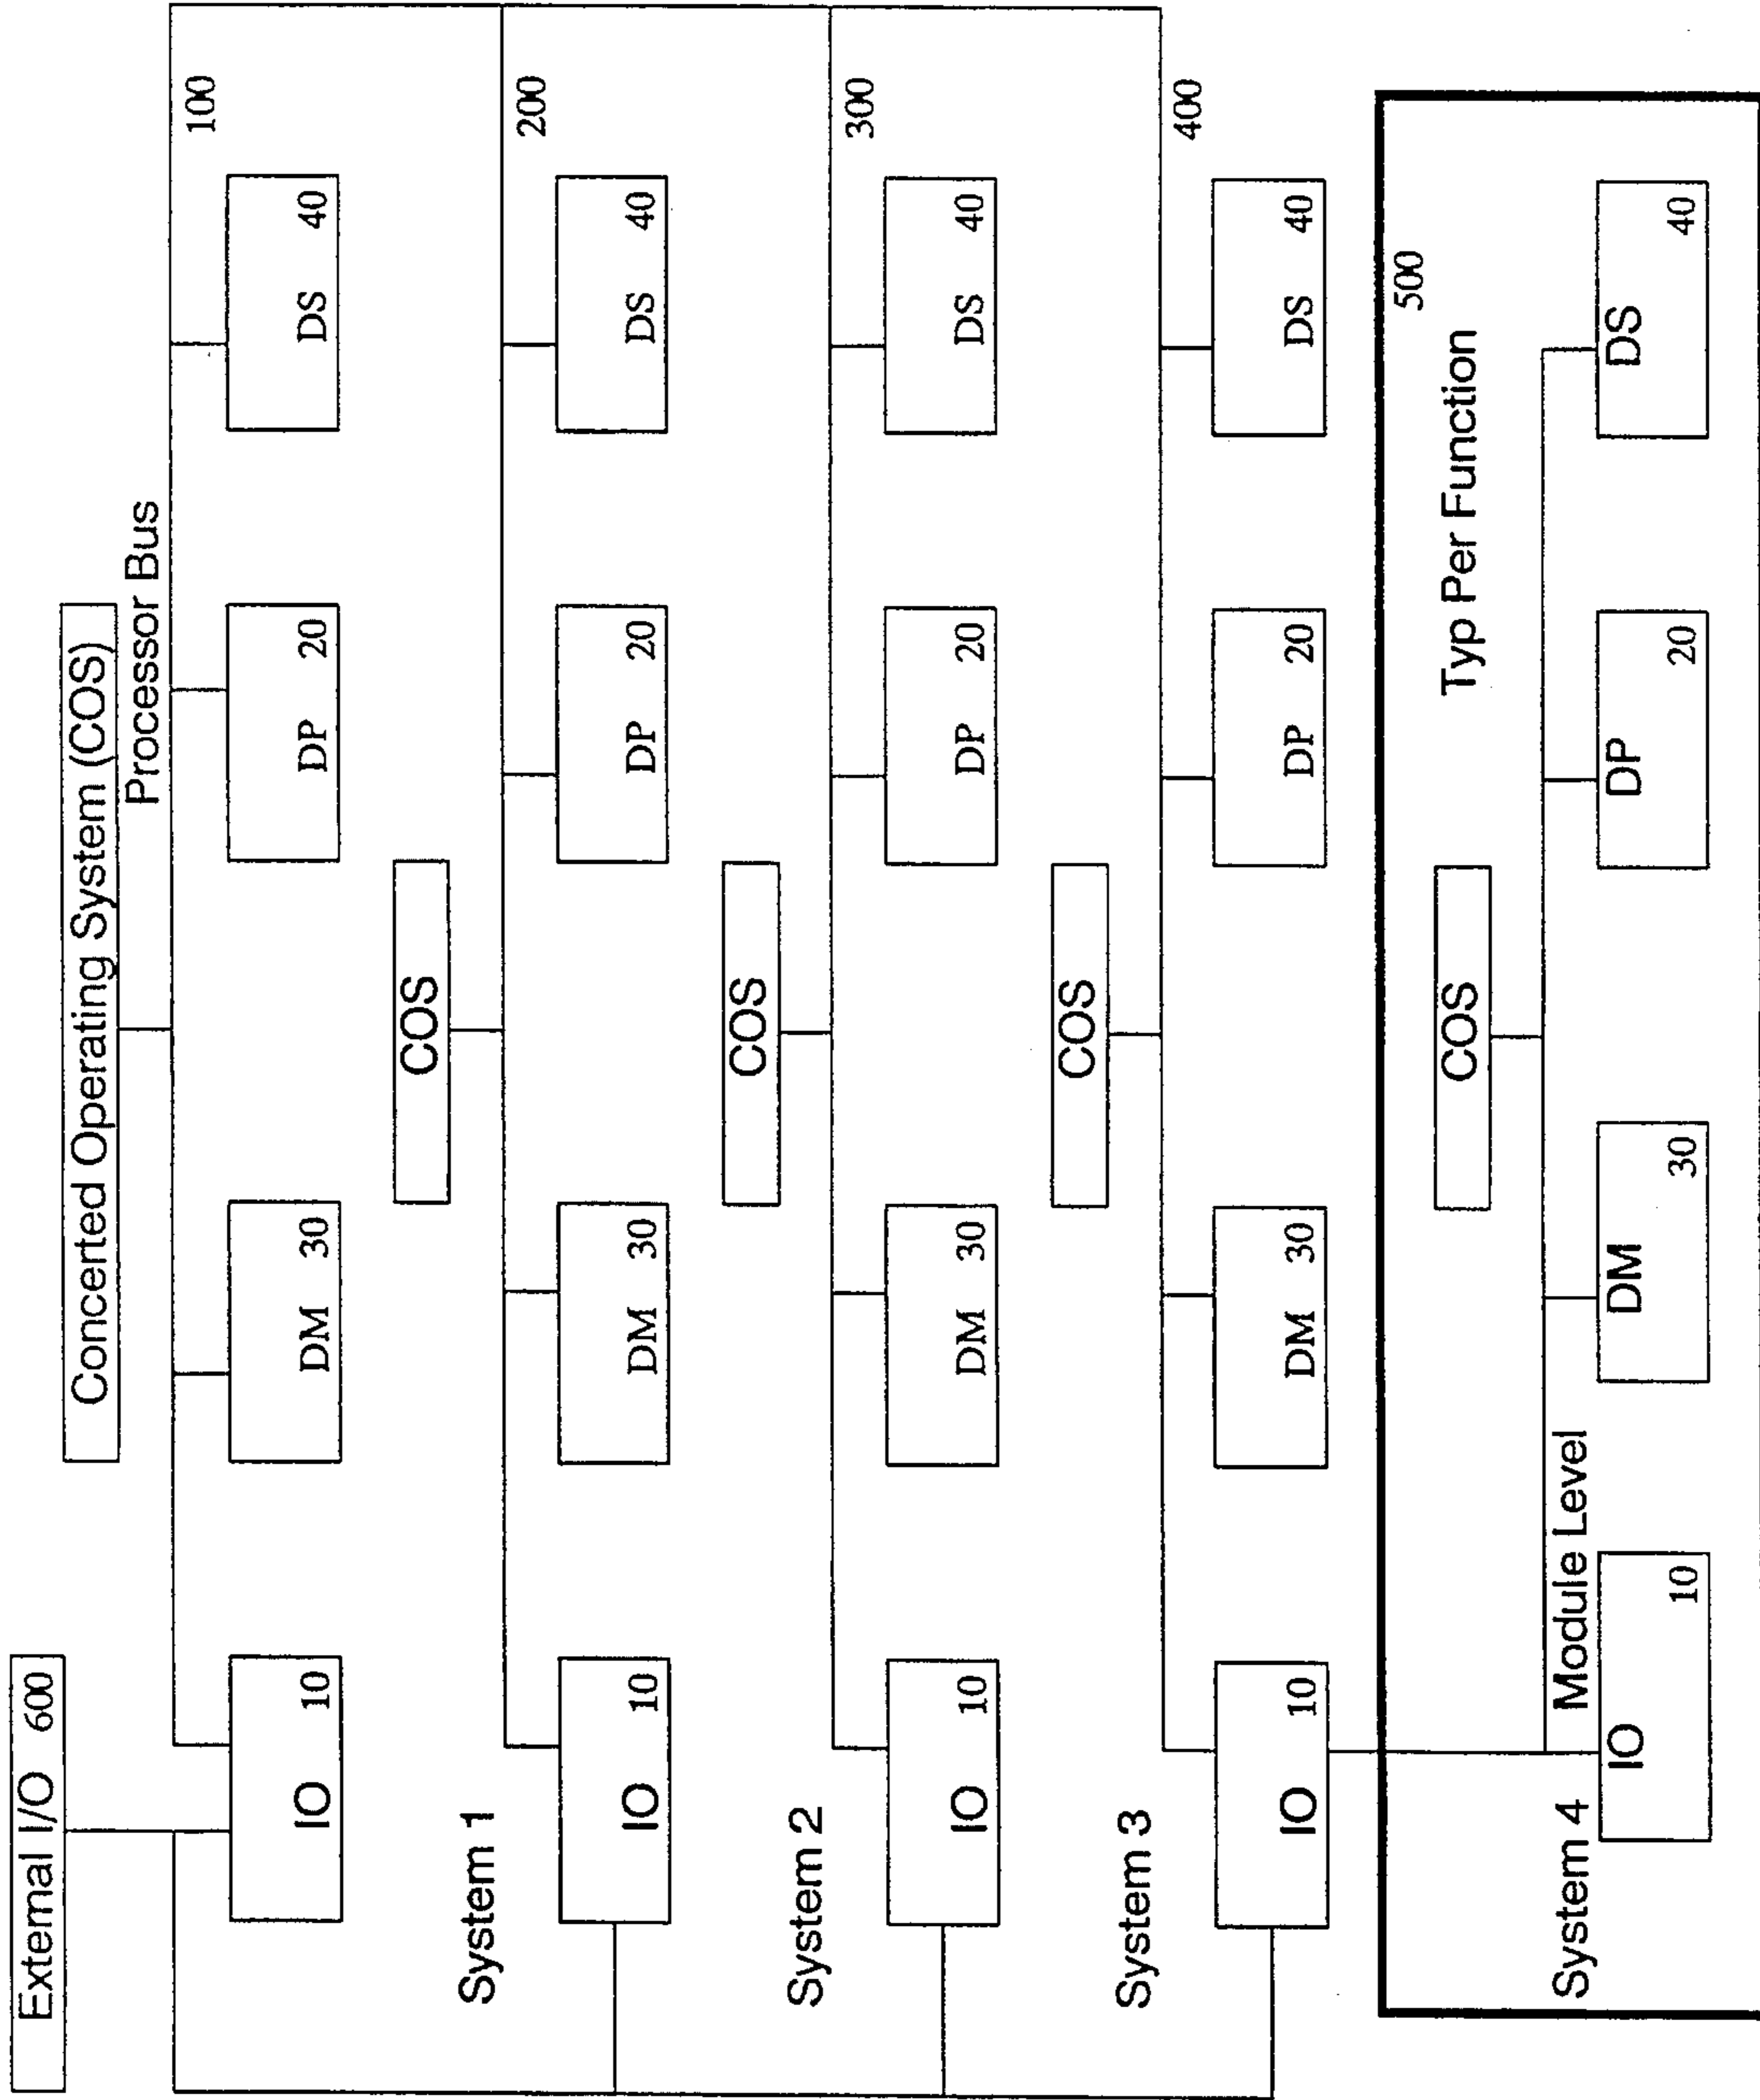 External I/O 600
Concerted Operating System (COS)
Processor Bus
100
IO 10
DM 30
DP 20
DS 40
System 1
COS
200
IO 10
DM 30
DP 20
DS 40
System 2
COS
300
IO 10
DM 30
DP 20
DS 40
System 3
COS
400
IO 10
DM 30
DP 20
DS 40
500
COS
Typ Per Function
System 4
Module Level
IO 10
DM 30
DP 20
DS 40